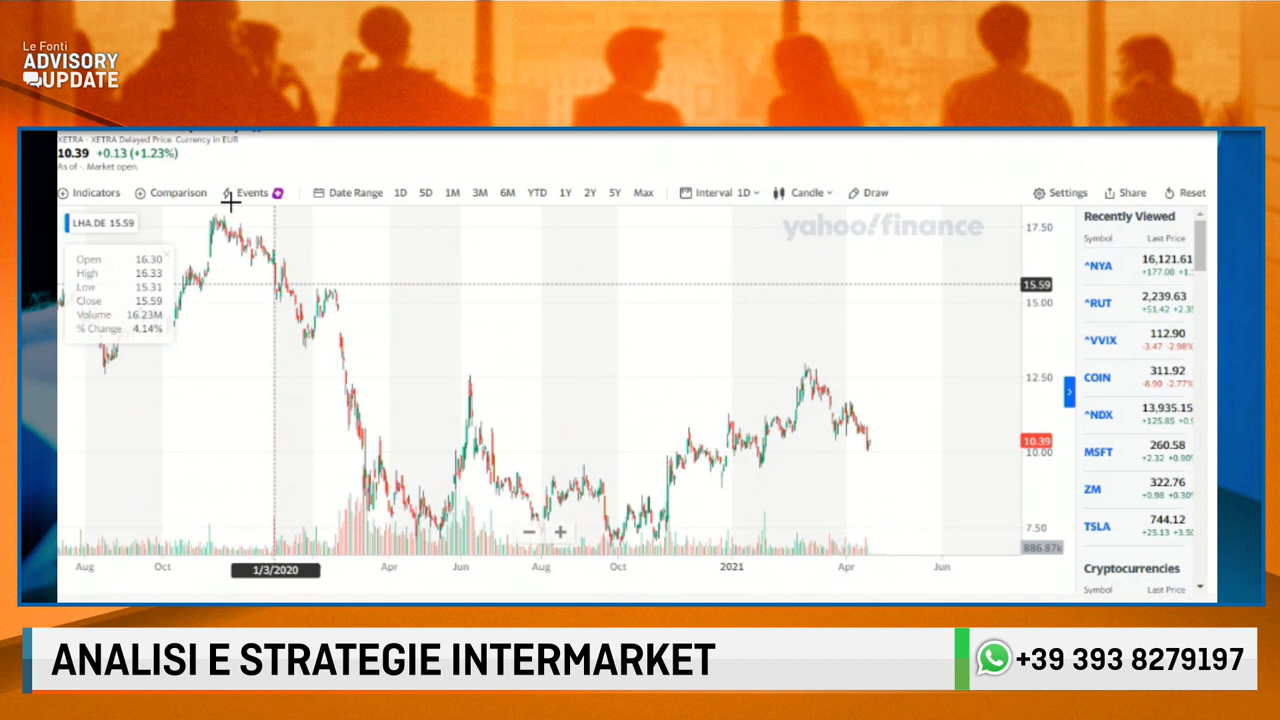 Le Fonti
ADVISORY
UPDATE
XETRA - XETRA Delayed Price. Currency in EUR
10.39 +0.13 (+1.23%)
As of -. Market open.
Indicators Comparison Events Date Range 1D 5D 1M 3M 6M YTD 1Y 2Y 5Y Max Interval 1D Candle Draw Settings Share Reset
LHA.DE 15.59
Open 16.30
High 16.33
Low 15.31
Close 15.59
Volume 16.23M
% Change 4.14%
yahoo!finance
17.50
15.59
15.00
12.50
10.39
10.00
7.50
886.87k
Aug Oct 1/3/2020 Apr Jun Aug Oct 2021 Apr Jun
Recently Viewed
Symbol Last Price
^NYA 16,121.61
+177.00
^RUT 2,239.63
+51.42
^VVIX 112.90
-3.47 -2.98%
COIN 311.92
-8.90 -2.77%
^NDX 13,935.15
+125.85
MSFT 260.58
+2.32 +0.90%
ZM 322.76
+0.98 +0.30%
TSLA 744.12
+25.13
Cryptocurrencies
Symbol Last Price
ANALISI E STRATEGIE INTERMARKET
+39 393 8279197